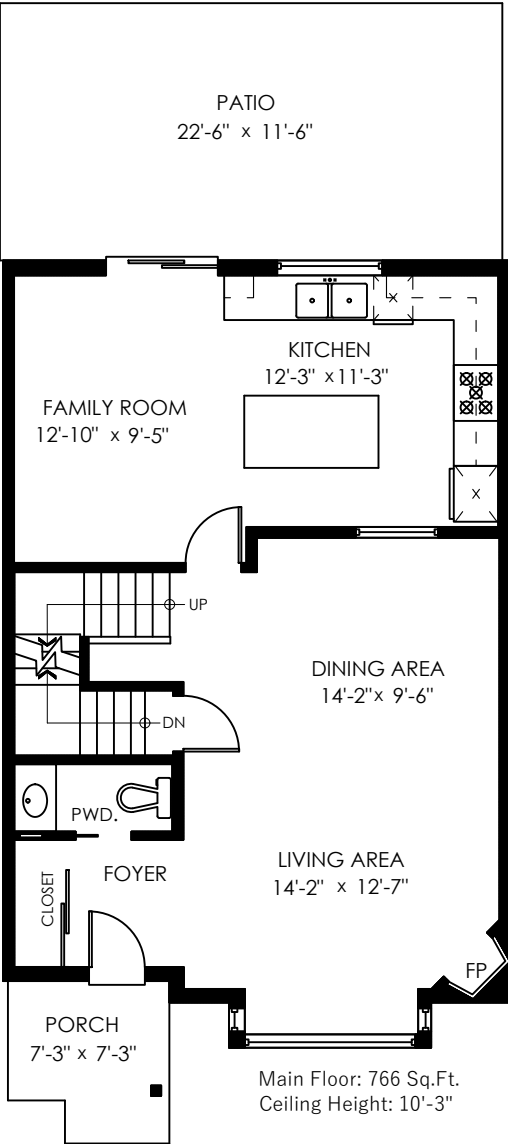 PATIO
22'-6" x 11'-6"
KITCHEN
12'-3" x 11'-3"
FAMILY ROOM
12'-10" x 9'-5"
UP
DINING AREA
14'-2" x 9'-6"
DN
PWD.
FOYER
CLOSET
LIVING AREA
14'-2" x 12'-7"
FP
PORCH
7'-3" x 7'-3"
Main Floor: 766 Sq.Ft.
Ceiling Height: 10'-3"